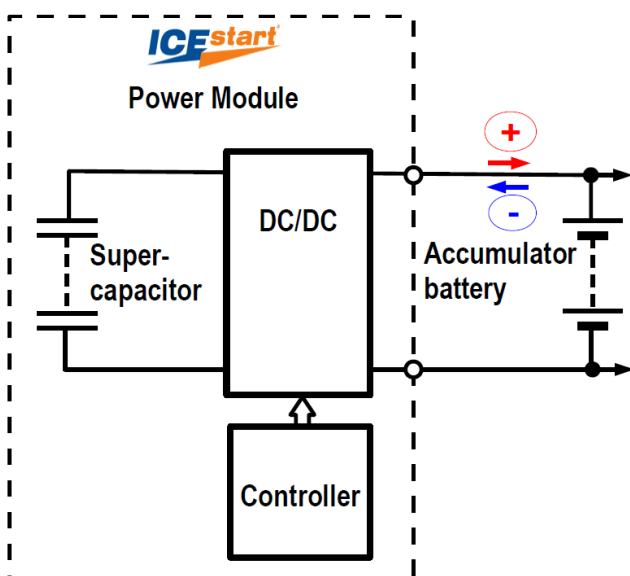 ICEstart
Power Module
+
-
DC/DC
Super-
capacitor
Accumulator
battery
Controller